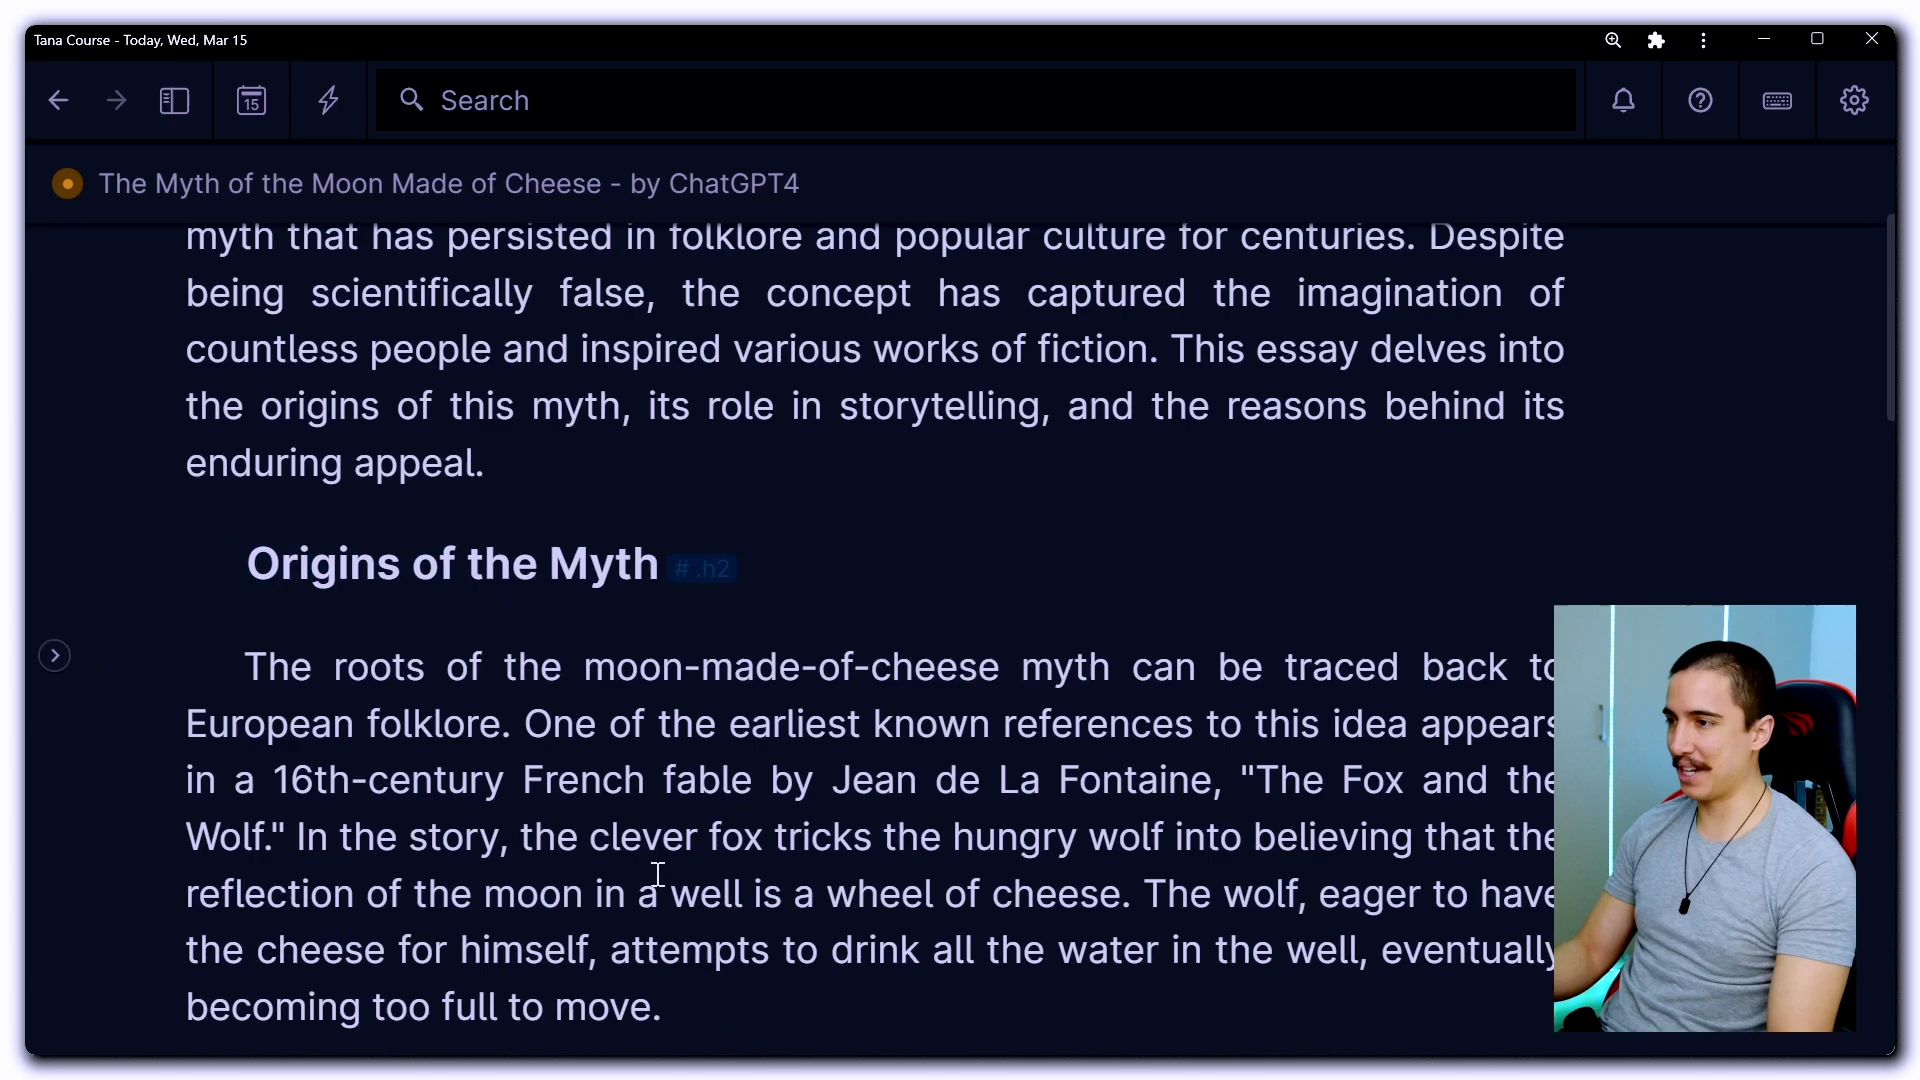 Tana Course - Today, Wed, Mar 15
15
Search
The Myth of the Moon Made of Cheese - by ChatGPT4
myth that has persisted in folklore and popular culture for centuries. Despite
being scientifically false, the concept has captured the imagination of
countless people and inspired various works of fiction. This essay delves into
the origins of this myth, its role in storytelling, and the reasons behind its
enduring appeal.
Origins of the Myth # .h2
The roots of the moon-made-of-cheese myth can be traced back to
European folklore. One of the earliest known references to this idea appears
in a 16th-century French fable by Jean de La Fontaine, "The Fox and the
Wolf." In the story, the clever fox tricks the hungry wolf into believing that the
reflection of the moon in a well is a wheel of cheese. The wolf, eager to have
the cheese for himself, attempts to drink all the water in the well, eventually
becoming too full to move.